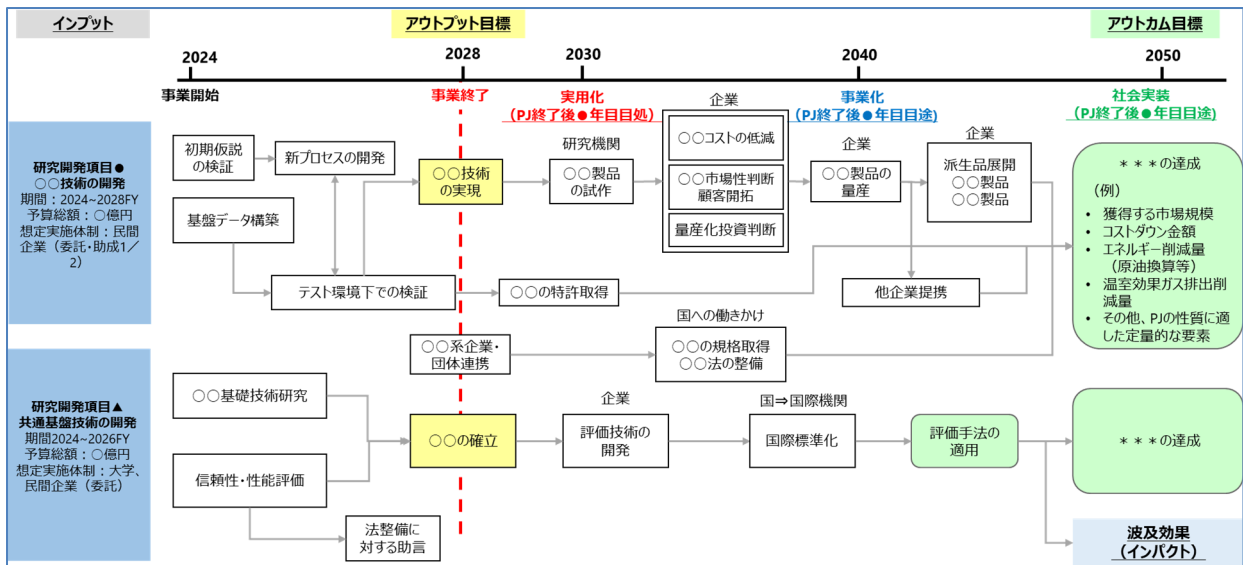 インプット
アウトプット目標
アウトカム目標
2024
2028
2030
2040
2050
事業開始
事業終了
実用化
(PJ終了後●年目目処)
企業
事業化
(PJ終了後●年目途)
社会実装
(PJ終了後●年目途)
研究開発項目●
○○技術の開発
期間：2024~2028FY
予算総額：○億円
想定実施体制：民間
企業（委託・助成1／
2）
初期仮説
の検証
新プロセスの開発
基盤データ構築
テスト環境下での検証
○○技術
の実現
研究機関
○○製品
の試作
○○コストの低減
○○市場性判断
顧客開拓
量産化投資判断
企業
○○製品の
量産
企業
派生品展開
○○製品
○○製品
○○の特許取得
他企業提携
＊＊＊の達成
（例）
• 獲得する市場規模
• コストダウン金額
• エネルギー削減量
（原油換算等）
• 温室効果ガス排出削
減量
• その他、PJの性質に適
した定量的な要素
○○系企業・
団体連携
国への働きかけ
○○の規格取得
○○法の整備
研究開発項目▲
共通基盤技術の開発
期間2024~2026FY
予算総額：○億円
想定実施体制：大学、
民間企業（委託）
○○基礎技術研究
信頼性・性能評価
法整備に
対する助言
○○の確立
企業
評価技術の
開発
国⇒国際機関
国際標準化
評価手法の
適用
＊＊＊の達成
波及効果
（インパクト）